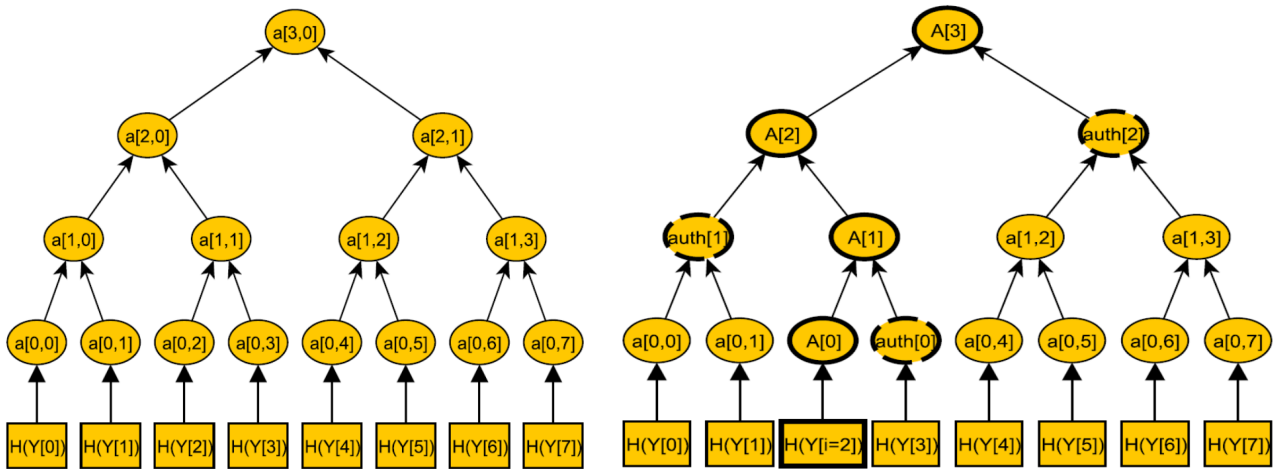 a[3,0]
A[3]
a[2,0]
a[2,1]
A[2]
auth[2]
a[1,0]
a[1,1]
a[1,2]
a[1,3]
auth[1]
A[1]
a[1,2]
a[1,3]
a[0,0]
a[0,1]
a[0,2]
a[0,3]
a[0,4]
a[0,5]
a[0,6]
a[0,7]
a[0,0]
a[0,1]
A[0]
auth[0]
a[0,4]
a[0,5]
a[0,6]
a[0,7]
H(Y[0])
H(Y[1])
H(Y[2])
H(Y[3])
H(Y[4])
H(Y[5])
H(Y[6])
H(Y[7])
H(Y[0])
H(Y[1])
H(Y[i=2])
H(Y[3])
H(Y[4])
H(Y[5])
H(Y[6])
H(Y[7])